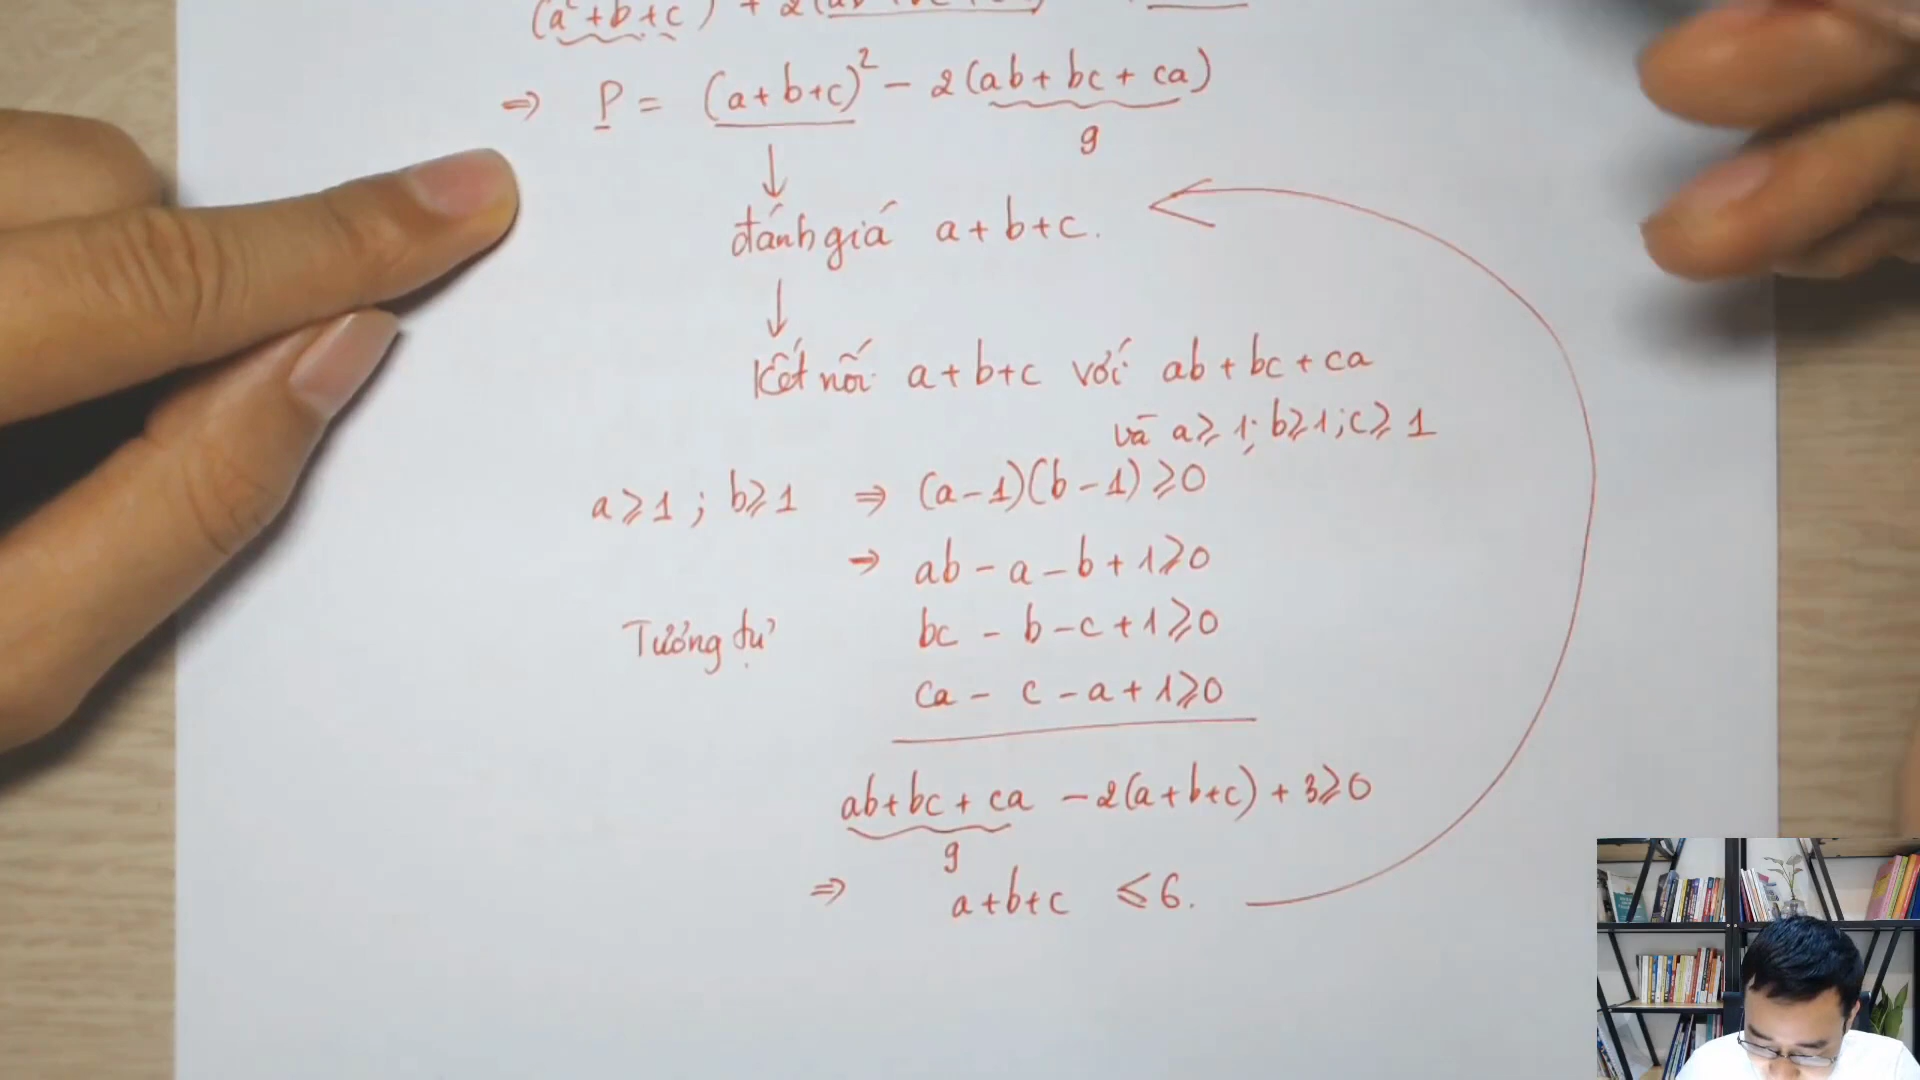 (a²+b+c) + 2(
⇒ P = (a+b+c)² - 2(ab+bc+ca)
9
↓
đánh giá a+b+c.
↓
Kết nối a+b+c với ab+bc+ca
và a⩾1; b⩾1; c⩾1
a⩾1; b⩾1 ⇒ (a-1)(b-1)⩾0
→ ab-a-b+1⩾0
Tương tự bc-b-c+1⩾0
ca-c-a+1⩾0
ab+bc+ca -2(a+b+c)+3⩾0
9
⇒ a+b+c ⩽6.